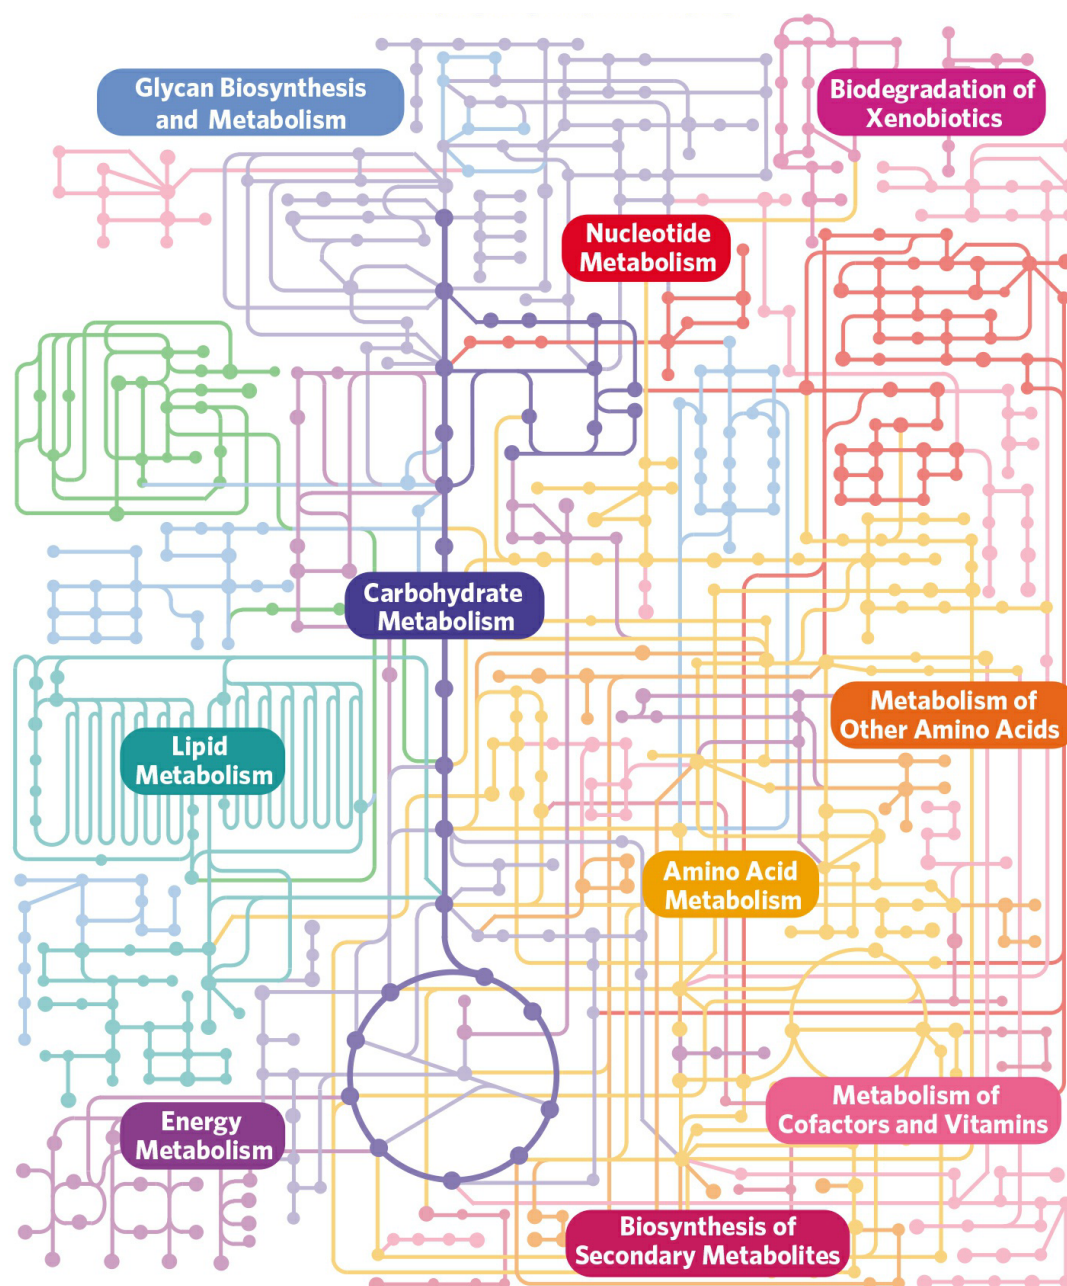 Glycan Biosynthesis
and Metabolism
Biodegradation of
Xenobiotics
Nucleotide
Metabolism
Carbohydrate
Metabolism
Metabolism of
Other Amino Acids
Lipid
Metabolism
Amino Acid
Metabolism
Metabolism of
Cofactors and Vitamins
Energy
Metabolism
Biosynthesis of
Secondary Metabolites